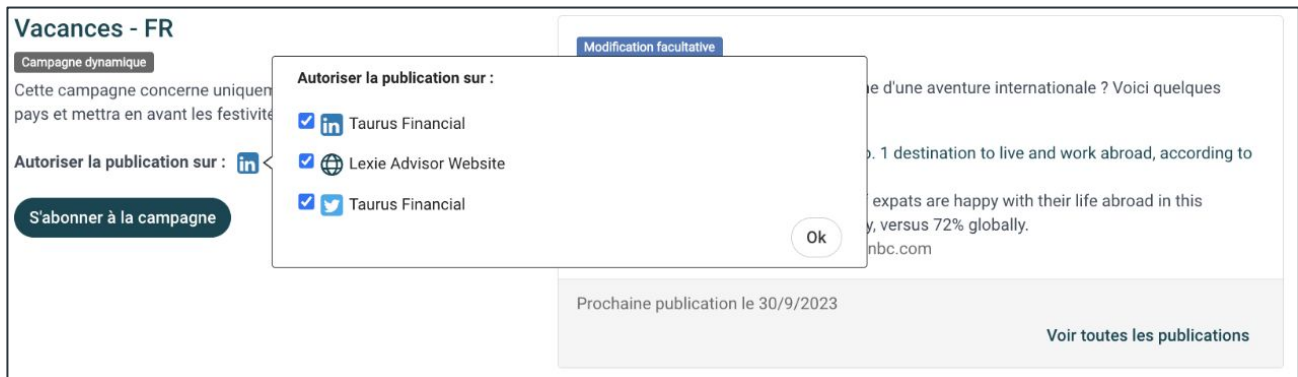 Vacances - FR
Campagne dynamique
Cette campagne concerne uniquem
pays et mettra en avant les festivité
Autoriser la publication sur :
in
S'abonner à la campagne
Autoriser la publication sur :
in Taurus Financial
Lexie Advisor Website
Taurus Financial
Ok
Modification facultative
d'une aventure internationale ? Voici quelques
1 destination to live and work abroad, according to
expats are happy with their life abroad in this
versus 72% globally.
nbc.com
Prochaine publication le 30/9/2023
Voir toutes les publications